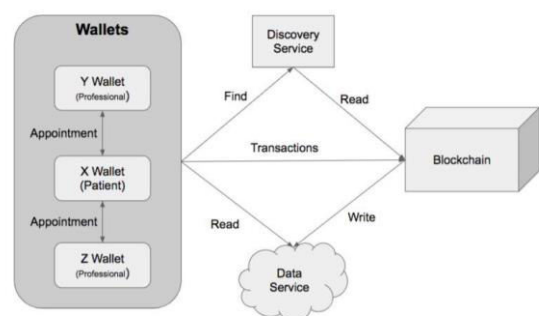 Wallets
Y Wallet
(Professional)
Appointment
X Wallet
(Patient)
Appointment
Z Wallet
(Professional)
Discovery
Service
Find
Read
Transactions
Blockchain
Read
Write
Data
Service